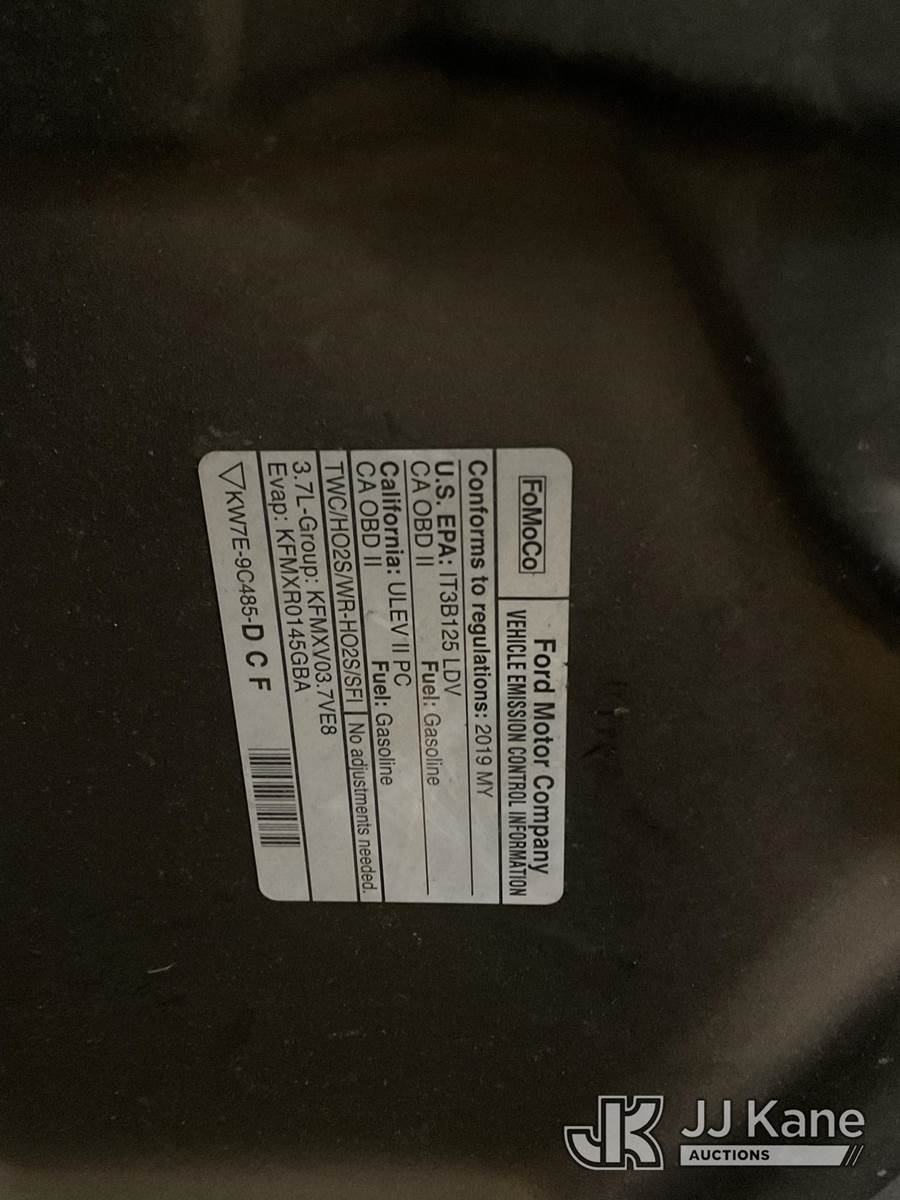 FoMoCo
Ford Motor Company
VEHICLE EMISSION CONTROL INFORMATION
Conforms to regulations: 2019 MY
U.S. EPA: IT3B125 LDV
CA OBD II Fuel: Gasoline
California: ULEV II PC
CA OBD II Fuel: Gasoline
TWC/HO2S/WR-HO2S/SFI No adjustments needed.
3.7L-Group: KFMXV03.7VE8
Evap: KFMXR0145GBA
KW7E-9C485-D C F
JK JJ Kane
AUCTIONS